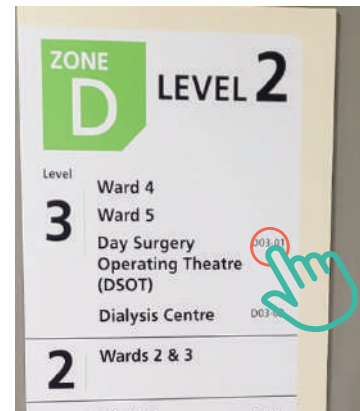 ZONE
D
LEVEL 2
Level
3
Ward 4
Ward 5
Day Surgery D03-01
Operating Theatre
(DSOT)
Dialysis Centre
2
Wards 2 & 3